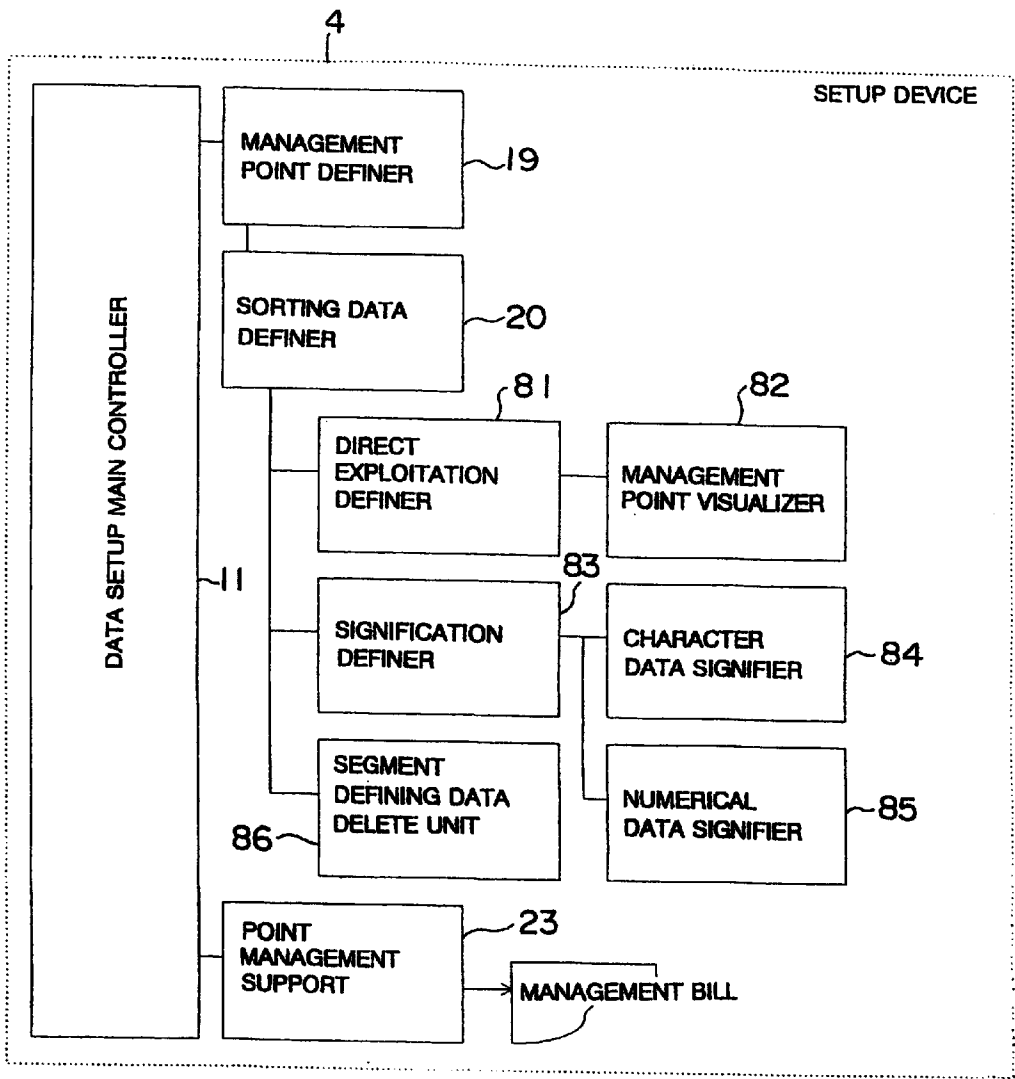 4
SETUP DEVICE
DATA SETUP MAIN CONTROLLER
11
MANAGEMENT
POINT DEFINER
19
SORTING DATA
DEFINER
20
81
DIRECT
EXPLOITATION
DEFINER
82
MANAGEMENT
POINT VISUALIZER
83
SIGNIFICATION
DEFINER
CHARACTER
DATA SIGNIFIER
84
SEGMENT
DEFINING DATA
DELETE UNIT
86
NUMERICAL
DATA SIGNIFIER
85
POINT
MANAGEMENT
SUPPORT
23
MANAGEMENT BILL